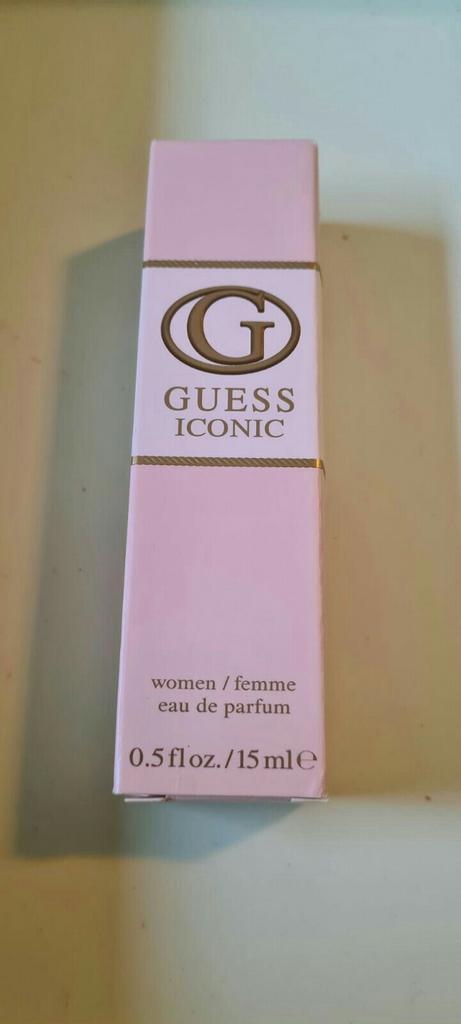 G
GUESS
ICONIC
women / femme
eau de parfum
0.5 fl oz./15 ml ℮